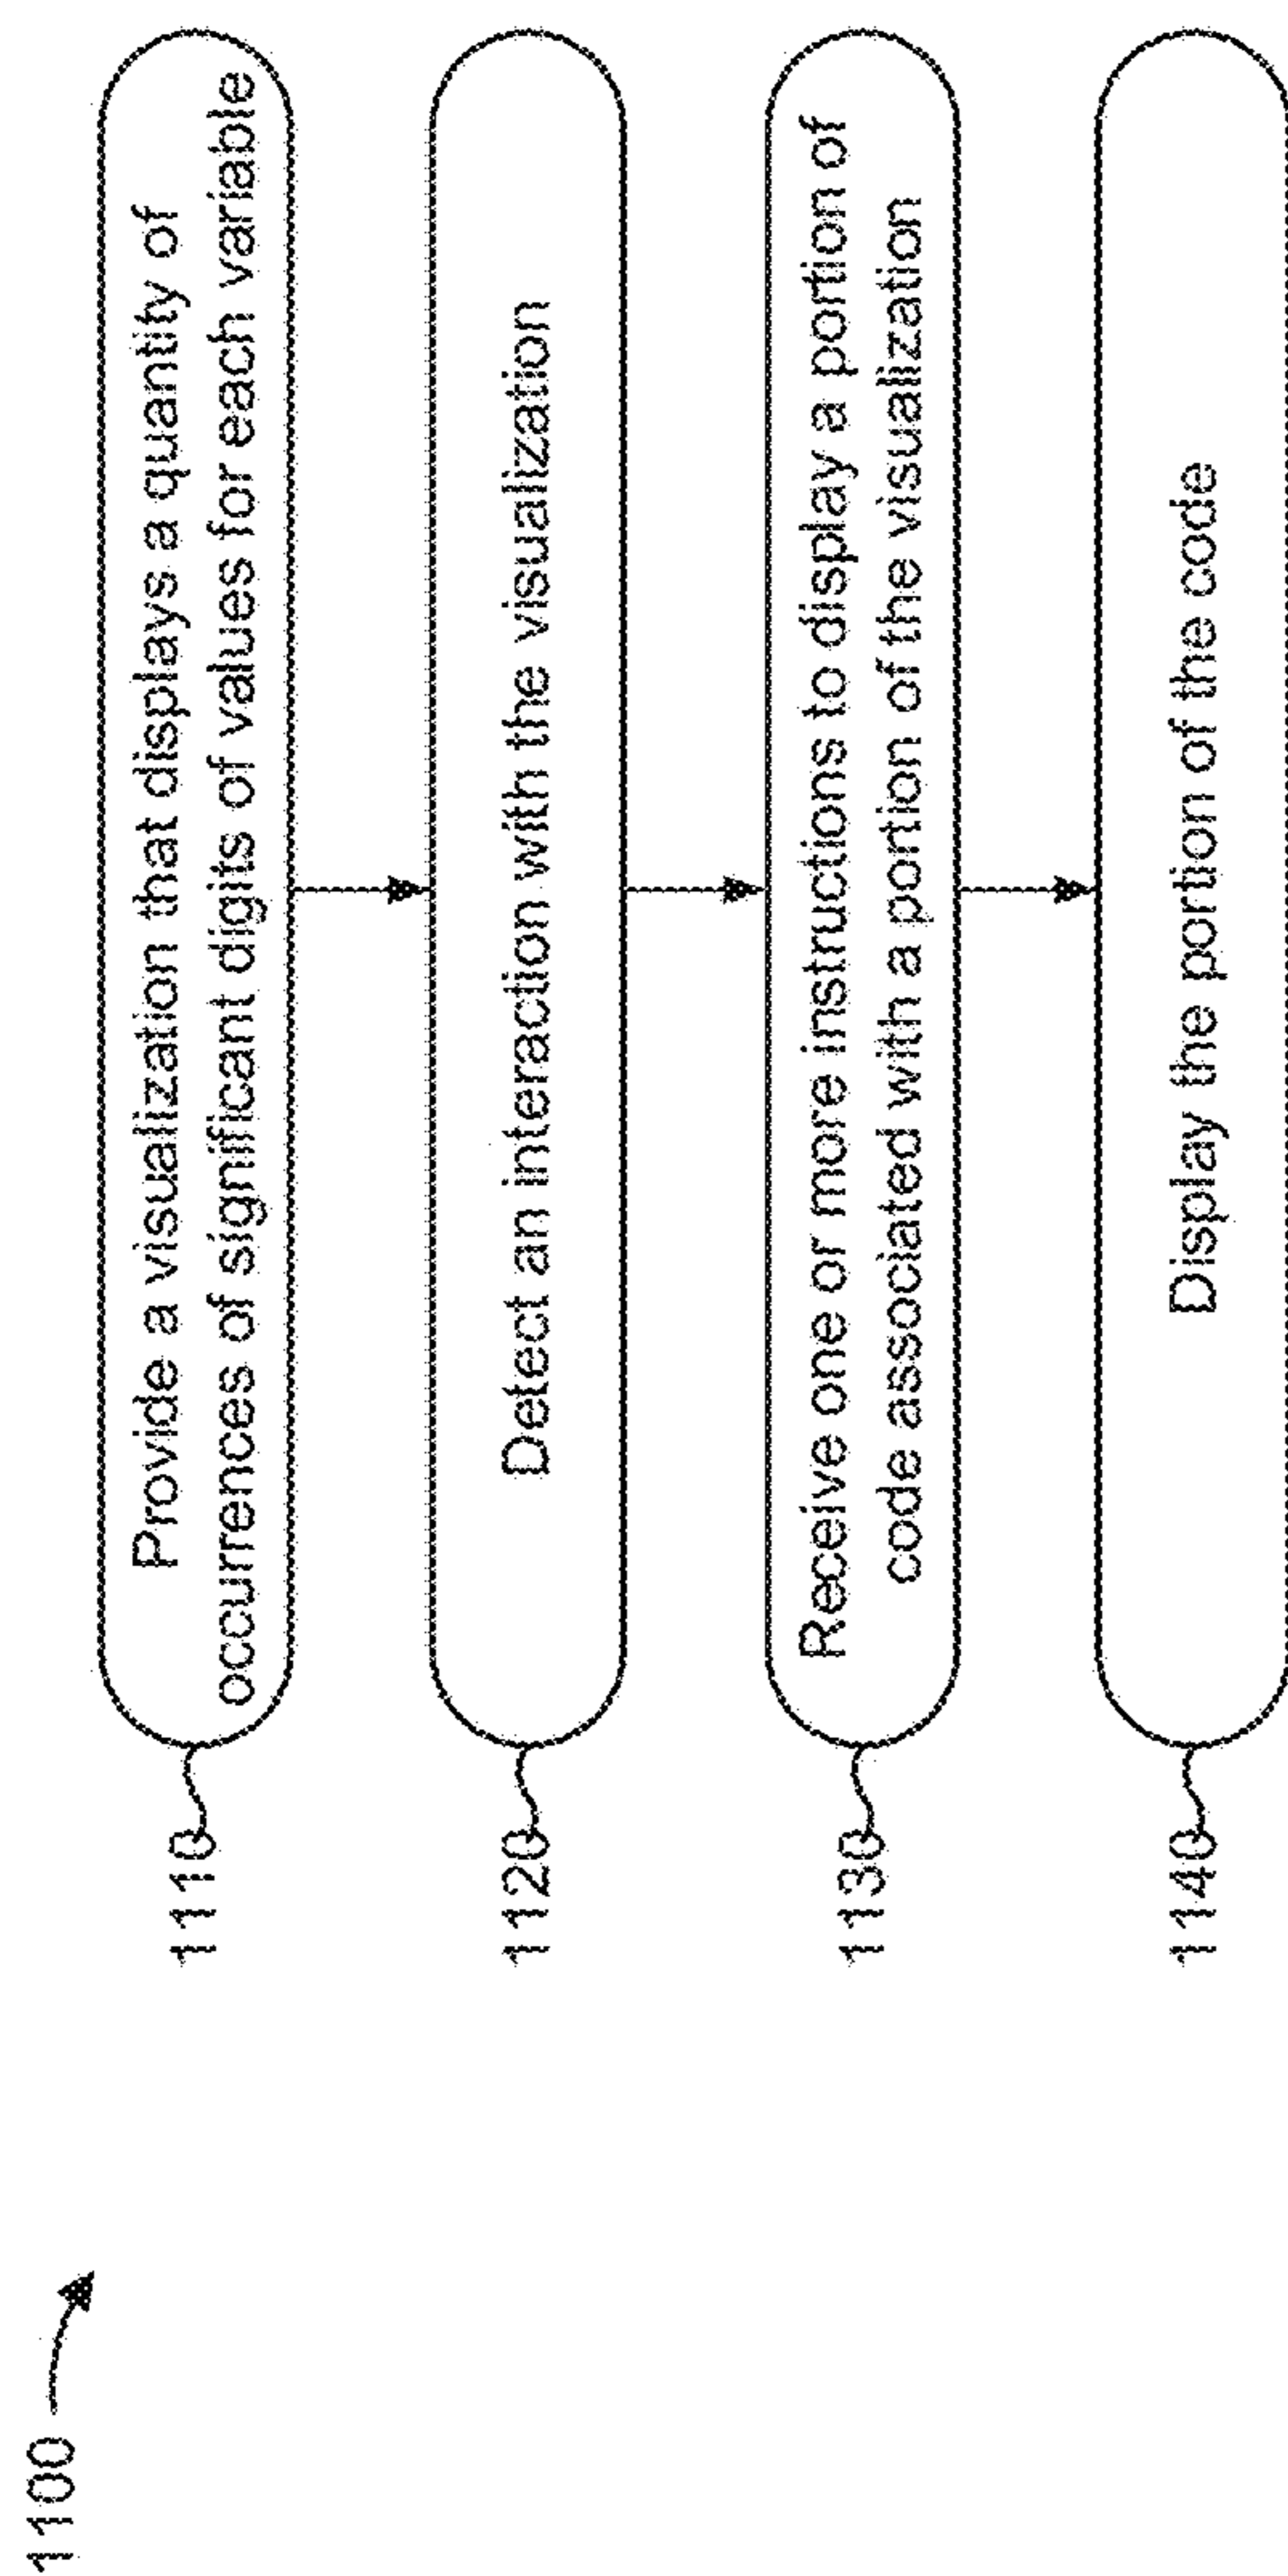 1100
1110
Provide a visualization that displays a quantity of
occurrences of significant digits of values for each variable
1120
Detect an interaction with the visualization
1130
Receive one or more instructions to display a portion of
code associated with a portion of the visualization
1140
Display the portion of the code